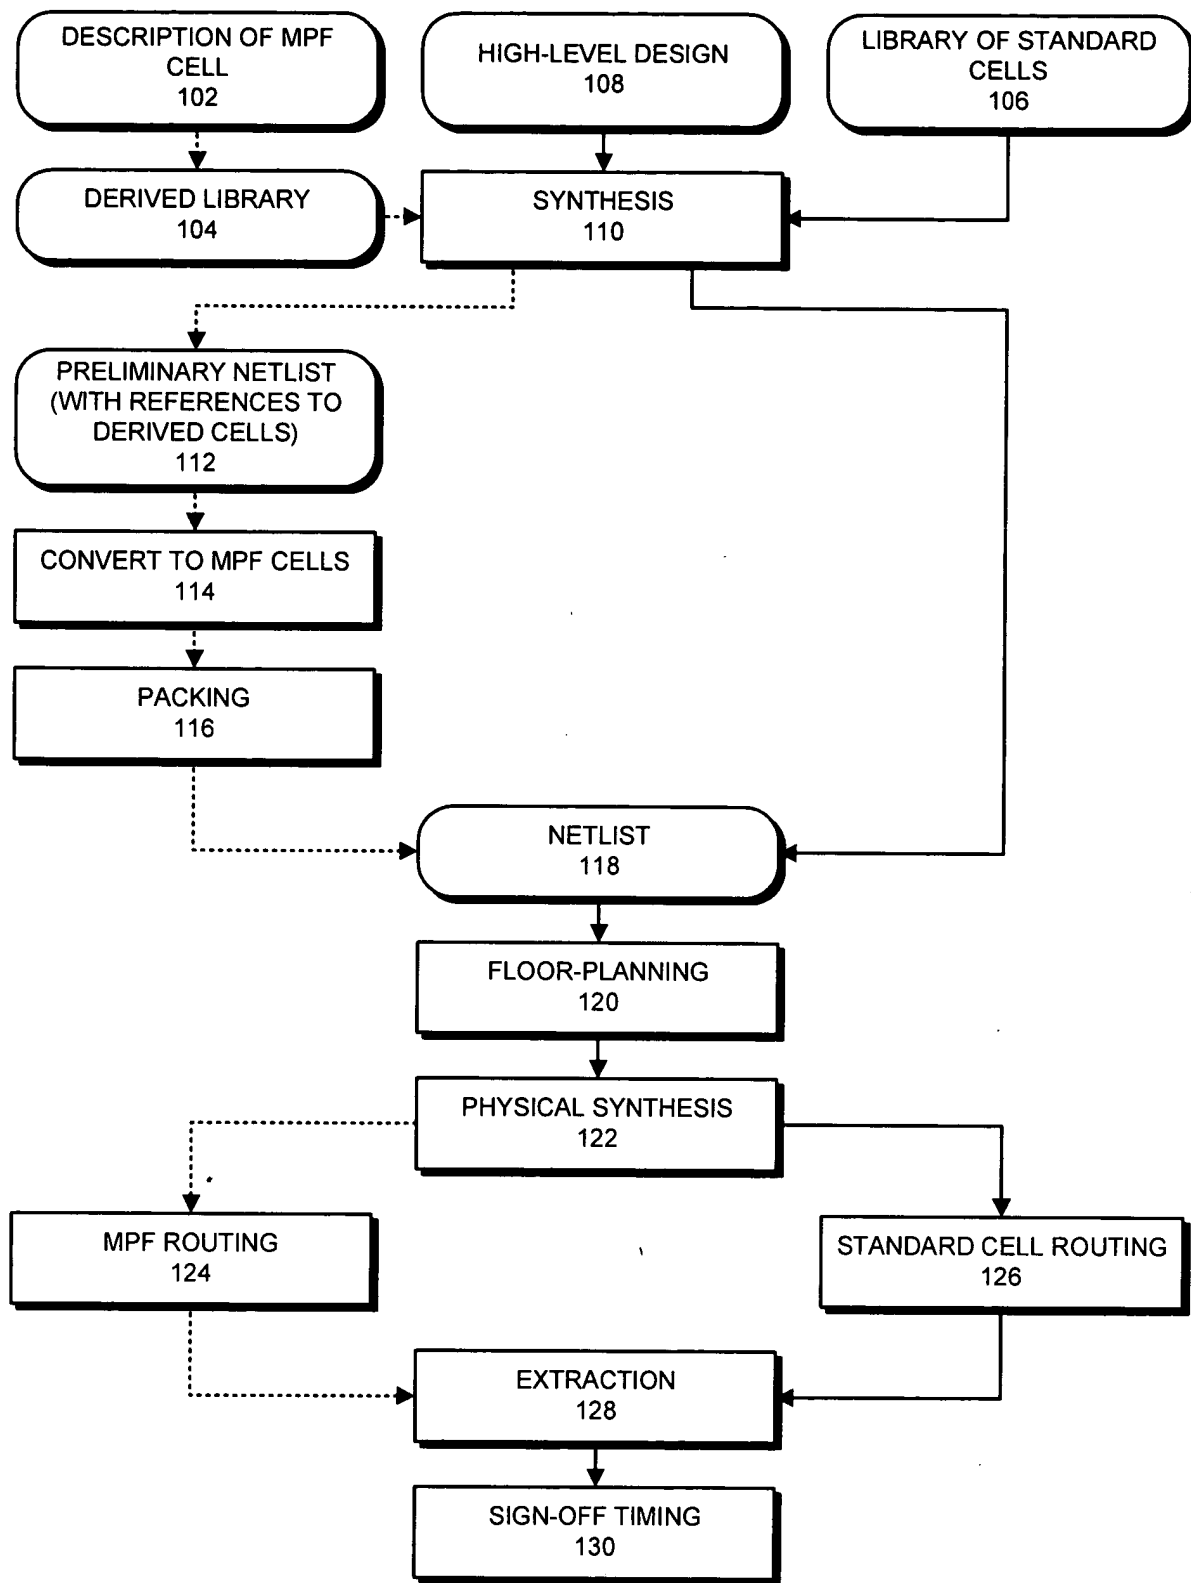 DESCRIPTION OF MPF
CELL
102
HIGH-LEVEL DESIGN
108
LIBRARY OF STANDARD
CELLS
106
DERIVED LIBRARY
104
SYNTHESIS
110
PRELIMINARY NETLIST
(WITH REFERENCES TO
DERIVED CELLS)
112
CONVERT TO MPF CELLS
114
PACKING
116
NETLIST
118
FLOOR-PLANNING
120
PHYSICAL SYNTHESIS
122
MPF ROUTING
124
STANDARD CELL ROUTING
126
EXTRACTION
128
SIGN-OFF TIMING
130